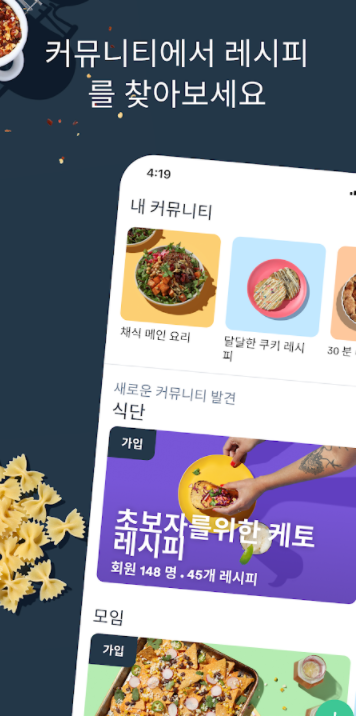 커뮤니티에서 레시피
를 찾아보세요
4:19
내 커뮤니티
채식 메인 요리
달달한 쿠키 레시
피
30 분
새로운 커뮤니티 발견
식단
가입
초보자를위한 케토
레시피
회원 148 명 • 45개 레시피
모임
가입